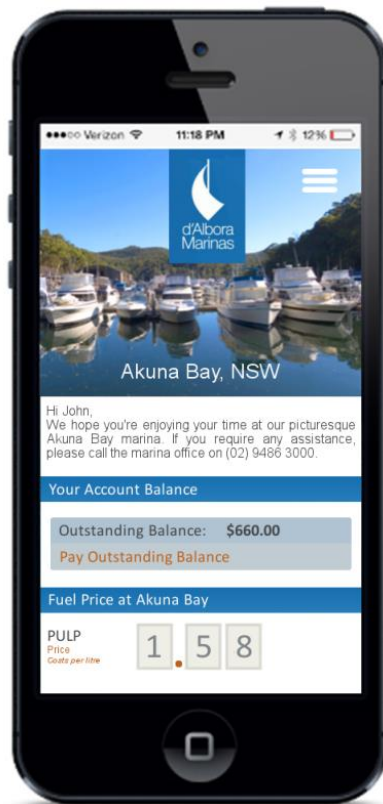 Verizon 11:18 PM 12%
d'Albora
Marinas
Akuna Bay, NSW
Hi John,
We hope you're enjoying your time at our picturesque
Akuna Bay marina. If you require any assistance,
please call the marina office on (02) 9486 3000.
Your Account Balance
Outstanding Balance: $660.00
Pay Outstanding Balance
Fuel Price at Akuna Bay
PULP
Price
Costs per litre
1.58